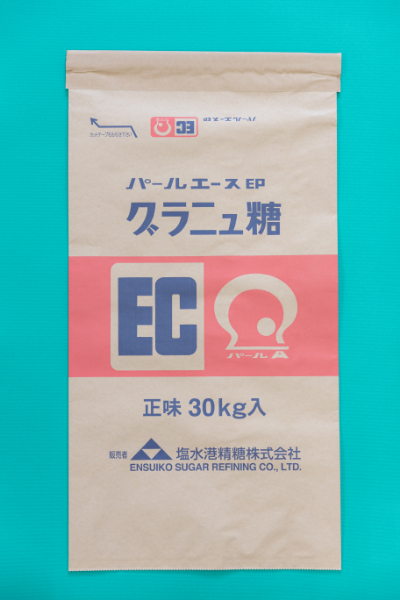 パールエース印
グラニュ糖
EC
パールA
正味 30kg入
販売者 塩水港精糖株式会社
ENSUIKO SUGAR REFINING CO., LTD.